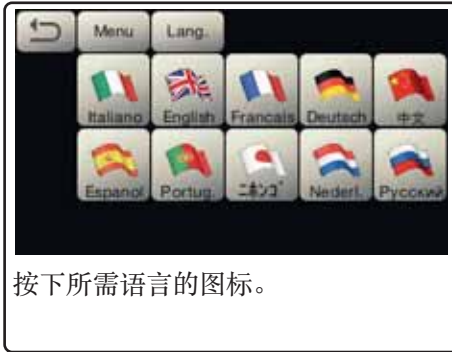 Menu Lang.
Italiano English Francais Deutsch 中文
Espanol Portug. ニホンゴ Nederl. Русский
按下所需语言的图标。